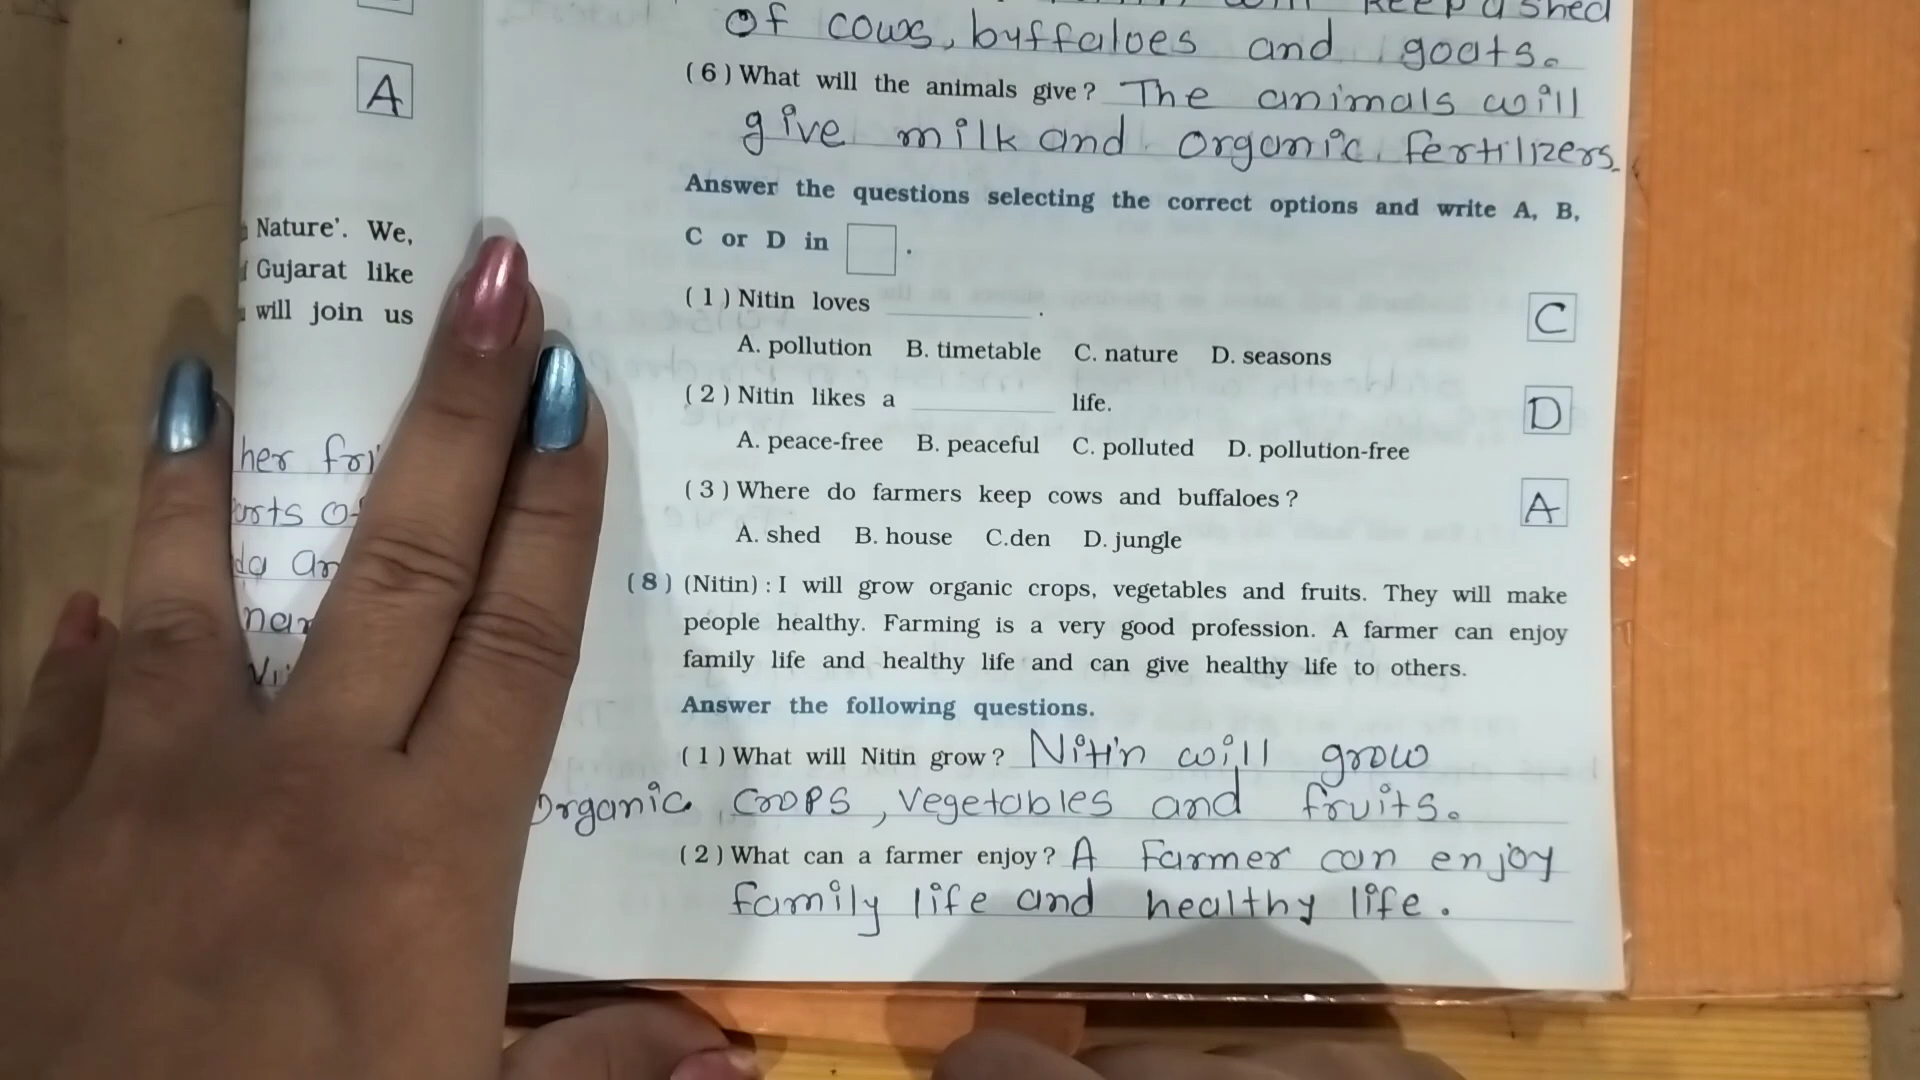 A
Nature'. We,
Gujarat like
will join us
her
keep a shed
of cows, buffaloes and goats.
( 6 ) What will the animals give? The animals will
give milk and organic fertilizers.
Answer the questions selecting the correct options and write A, B,
C or D in .
( 1 ) Nitin loves ________ . C
A. pollution B. timetable C. nature D. seasons
( 2 ) Nitin likes a ________ life. D
A. peace-free B. peaceful C. polluted D. pollution-free
( 3 ) Where do farmers keep cows and buffaloes ? A
A. shed B. house C.den D. jungle
( 8 ) (Nitin) : I will grow organic crops, vegetables and fruits. They will make
people healthy. Farming is a very good profession. A farmer can enjoy
family life and healthy life and can give healthy life to others.
Answer the following questions.
( 1 ) What will Nitin grow ? Nitin will grow
organic crops, vegetables and fruits.
( 2 ) What can a farmer enjoy ? A Farmer can enjoy
family life and healthy life.